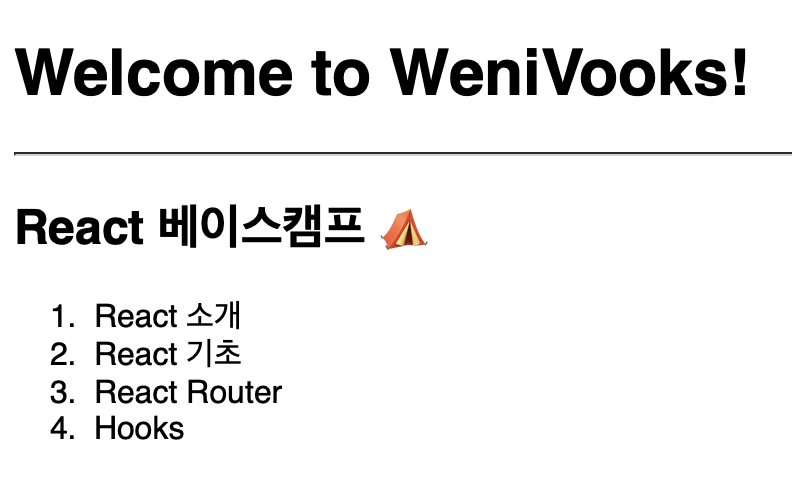 Welcome to WeniVooks!
React 베이스캠프 ⛺
1. React 소개
2. React 기초
3. React Router
4. Hooks